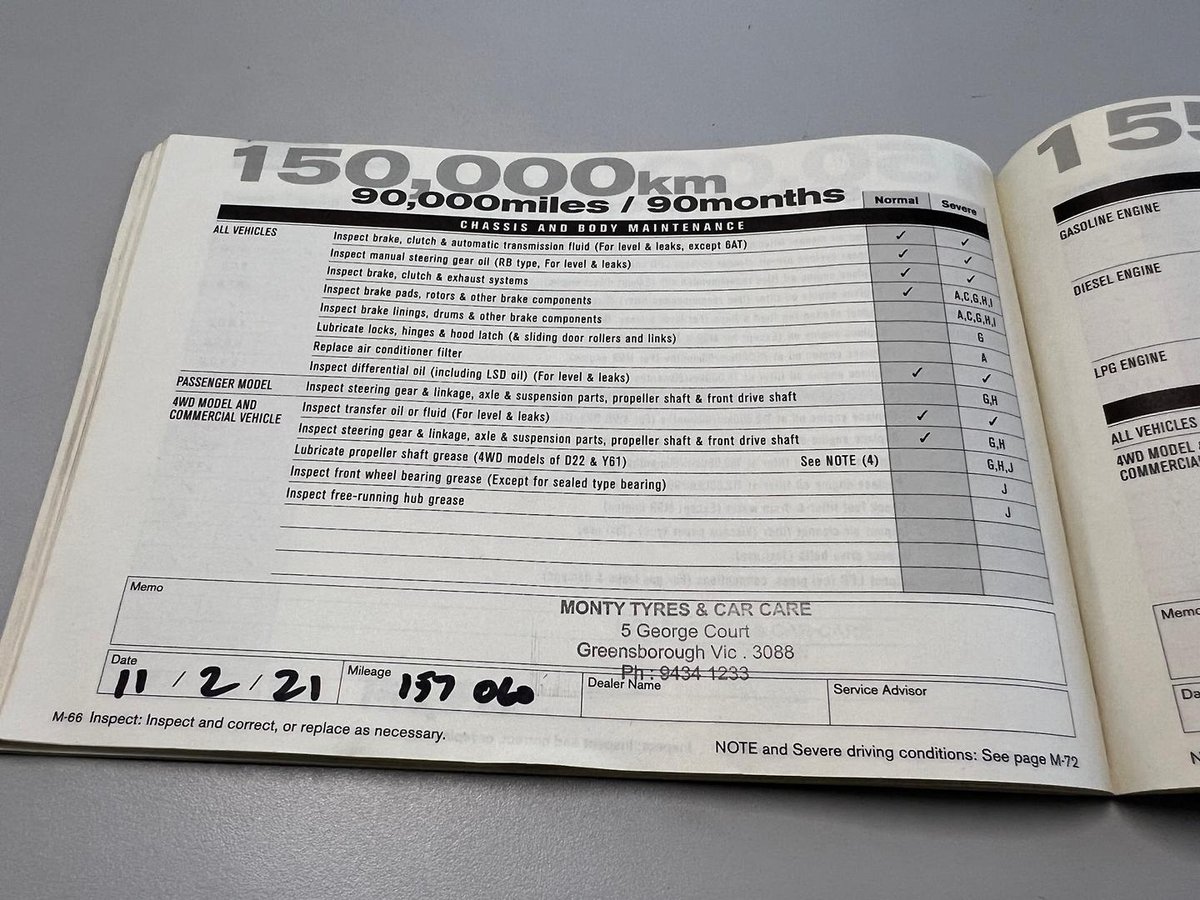 150,000km
90,000miles / 90months
Normal Severe
CHASSIS AND BODY MAINTENANCE
ALL VEHICLES Inspect brake, clutch & automatic transmission fluid (For level & leaks, except 6AT) ✓ ✓
Inspect manual steering gear oil (RB type, For level & leaks) ✓ ✓
Inspect brake, clutch & exhaust systems ✓ ✓
Inspect brake pads, rotors & other brake components ✓ A,C,G,H,I
Inspect brake linings, drums & other brake components A,C,G,H,I
Lubricate locks, hinges & hood latch (& sliding door rollers and links) G
Replace air conditioner filter A
Inspect differential oil (including LSD oil) (For level & leaks) ✓ ✓
PASSENGER MODEL Inspect steering gear & linkage, axle & suspension parts, propeller shaft & front drive shaft G,H
4WD MODEL AND COMMERCIAL VEHICLE Inspect transfer oil or fluid (For level & leaks) ✓ ✓
Inspect steering gear & linkage, axle & suspension parts, propeller shaft & front drive shaft ✓ G,H
Lubricate propeller shaft grease (4WD models of D22 & Y61) See NOTE (4) G,H,J
Inspect front wheel bearing grease (Except for sealed type bearing) J
Inspect free-running hub grease J
Memo
MONTY TYRES & CAR CARE
5 George Court
Greensborough Vic . 3088
Ph : 9434 1233
Date 11 / 2 / 21 Mileage 157 060 Dealer Name Service Advisor
M-66 Inspect: Inspect and correct, or replace as necessary.
NOTE and Severe driving conditions: See page M-72
155
GASOLINE ENGINE
DIESEL ENGINE
LPG ENGINE
ALL VEHICLES
4WD MODEL
COMMERCIAL
Memo